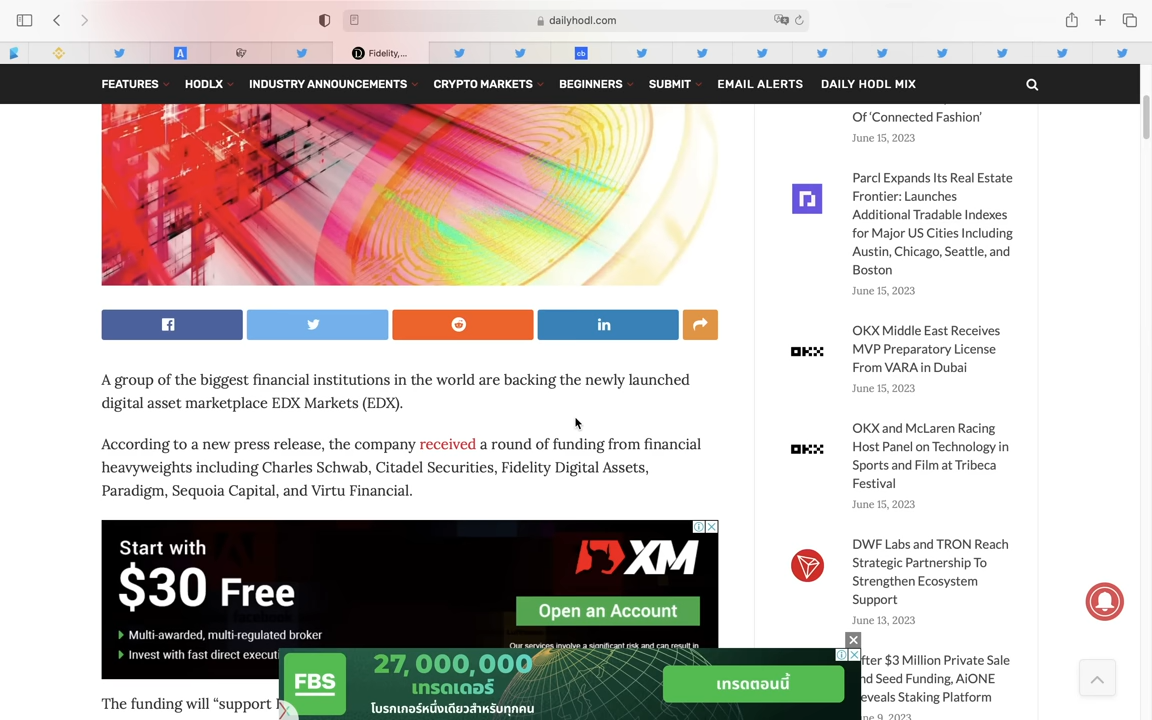 dailyhodl.com
Fidelity,...
FEATURES HODLX INDUSTRY ANNOUNCEMENTS CRYPTO MARKETS BEGINNERS SUBMIT EMAIL ALERTS DAILY HODL MIX
Of ‘Connected Fashion’
June 15, 2023
Parcl Expands Its Real Estate
Frontier: Launches
Additional Tradable Indexes
for Major US Cities Including
Austin, Chicago, Seattle, and
Boston
June 15, 2023
OKX Middle East Receives
MVP Preparatory License
From VARA in Dubai
June 15, 2023
OKX and McLaren Racing
Host Panel on Technology in
Sports and Film at Tribeca
Festival
June 15, 2023
DWF Labs and TRON Reach
Strategic Partnership To
Strengthen Ecosystem
Support
June 13, 2023
fter $3 Million Private Sale
nd Seed Funding, AiONE
eveals Staking Platform
A group of the biggest financial institutions in the world are backing the newly launched
digital asset marketplace EDX Markets (EDX).
According to a new press release, the company received a round of funding from financial
heavyweights including Charles Schwab, Citadel Securities, Fidelity Digital Assets,
Paradigm, Sequoia Capital, and Virtu Financial.
Start with
$30 Free
Multi-awarded, multi-regulated broker
Invest with fast direct executi
XM
Open an Account
Our services involve a significant risk and can result in
The funding will “support
FBS
27,000,000
เทรดเดอร์
โบรกเกอร์หนึ่งเดียวสำหรับทุกคน
เทรดตอนนี้